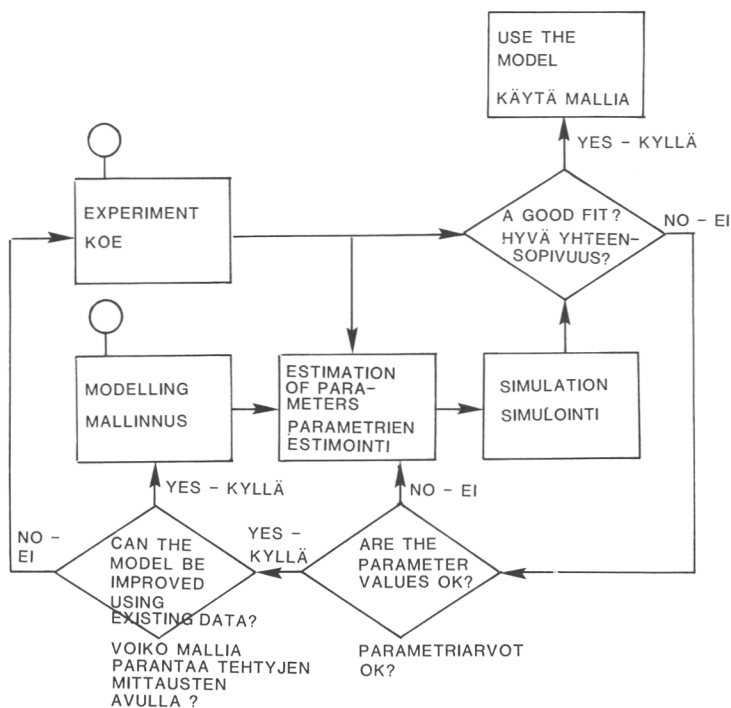 USE THE
MODEL
KÄYTÄ MALLIA
YES – KYLLÄ
EXPERIMENT
KOE
A GOOD FIT?
HYVÄ YHTEEN-
SOPIVUUS?
NO – EI
MODELLING
MALLINNUS
ESTIMATION
OF PARA-
METERS
PARAMETRIEN
ESTIMOINTI
SIMULATION
SIMULOINTI
YES – KYLLÄ
NO – EI
NO –
EI
CAN THE
MODEL BE
IMPROVED
USING
EXISTING DATA?
VOIKO MALLIA
PARANTAA TEHTYJEN
MITTAUSTEN
AVULLA ?
YES –
KYLLÄ
ARE THE
PARAMETER
VALUES OK?
PARAMETRIARVOT
OK?